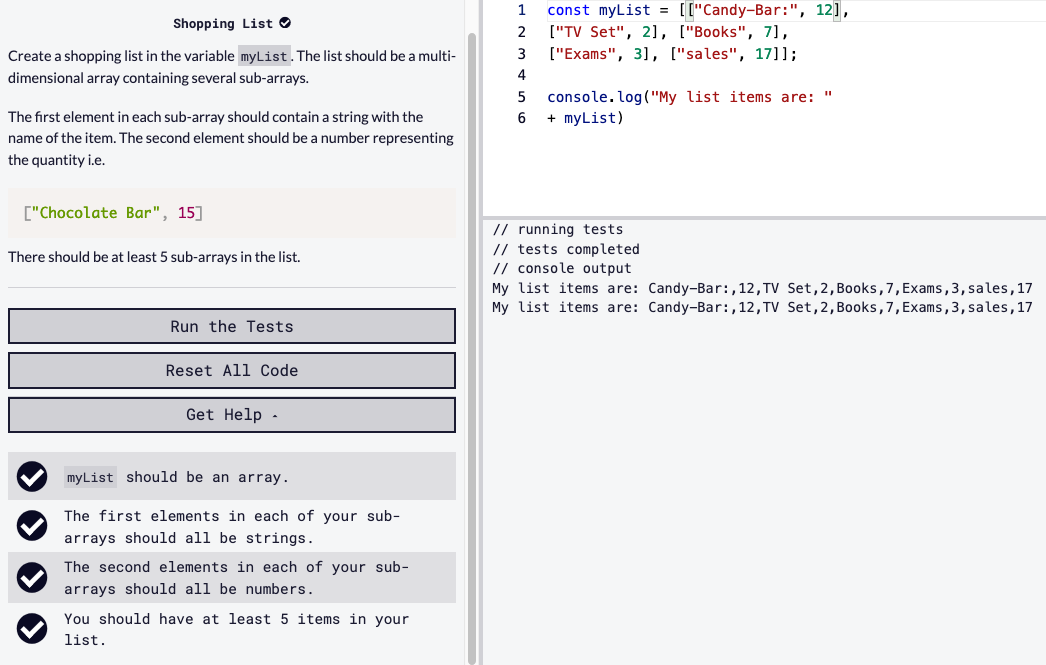 Shopping List
Create a shopping list in the variable myList. The list should be a multi-
dimensional array containing several sub-arrays.
The first element in each sub-array should contain a string with the
name of the item. The second element should be a number representing
the quantity i.e.
["Chocolate Bar", 15]
There should be at least 5 sub-arrays in the list.
Run the Tests
Reset All Code
Get Help
myList should be an array.
The first elements in each of your sub-
arrays should all be strings.
The second elements in each of your sub-
arrays should all be numbers.
You should have at least 5 items in your
list.
1 const myList = [["Candy-Bar:", 12],
2 ["TV Set", 2], ["Books", 7],
3 ["Exams", 3], ["sales", 17]];
4
5 console.log("My list items are: "
6 + myList)
// running tests
// tests completed
// console output
My list items are: Candy-Bar:,12,TV Set,2,Books,7,Exams,3,sales,17
My list items are: Candy-Bar:,12,TV Set,2,Books,7,Exams,3,sales,17